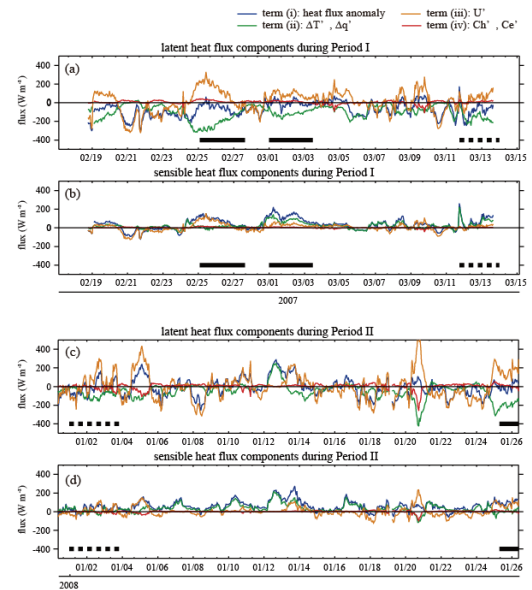 term (i): heat flux anomaly term (iii): U'
term (ii): ΔT' , Δq' term (iv): Ch' , Ce'
latent heat flux components during Period I
(a)
flux (W m⁻²)
400
200
0
-200
-400
02/19 02/21 02/23 02/25 02/27 03/01 03/03 03/05 03/07 03/09 03/11 03/13 03/15
sensible heat flux components during Period I
(b)
flux (W m⁻²)
400
200
0
-200
-400
02/19 02/21 02/23 02/25 02/27 03/01 03/03 03/05 03/07 03/09 03/11 03/13 03/15
2007
latent heat flux components during Period II
(c)
flux (W m⁻²)
400
200
0
-200
-400
01/02 01/04 01/06 01/08 01/10 01/12 01/14 01/16 01/18 01/20 01/22 01/24 01/26
sensible heat flux components during Period II
(d)
flux (W m⁻²)
400
200
0
-200
-400
01/02 01/04 01/06 01/08 01/10 01/12 01/14 01/16 01/18 01/20 01/22 01/24 01/26
2008